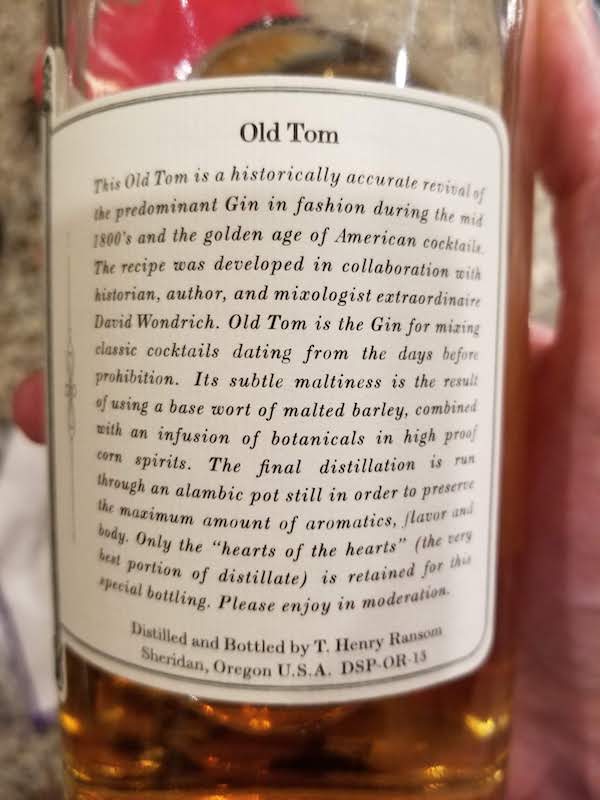 Old Tom
This Old Tom is a historically accurate revival of
the predominant Gin in fashion during the mid
1800's and the golden age of American cocktails.
The recipe was developed in collaboration with
historian, author, and mixologist extraordinaire
David Wondrich. Old Tom is the Gin for mixing
classic cocktails dating from the days before
prohibition. Its subtle maltiness is the result
of using a base wort of malted barley, combined
with an infusion of botanicals in high proof
corn spirits. The final distillation is run
through an alambic pot still in order to preserve
the maximum amount of aromatics, flavor and
body. Only the “hearts of the hearts” (the very
best portion of distillate) is retained for this
special bottling. Please enjoy in moderation.
Distilled and Bottled by T. Henry Ransom
Sheridan, Oregon U.S.A. DSP-OR-15